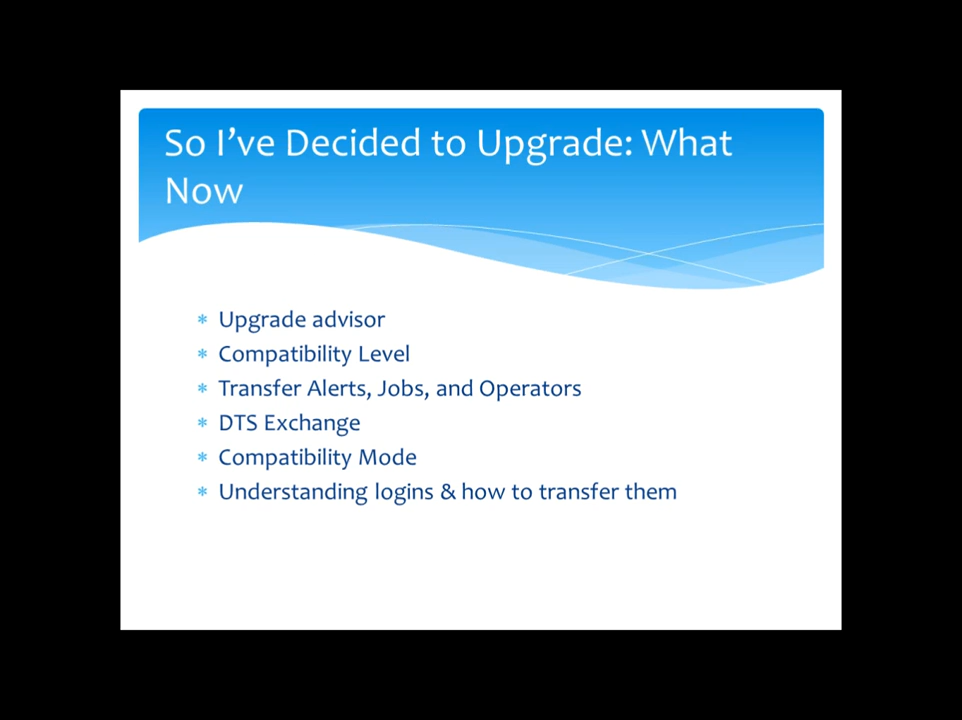 So I’ve Decided to Upgrade: What
Now
* Upgrade advisor
* Compatibility Level
* Transfer Alerts, Jobs, and Operators
* DTS Exchange
* Compatibility Mode
* Understanding logins & how to transfer them